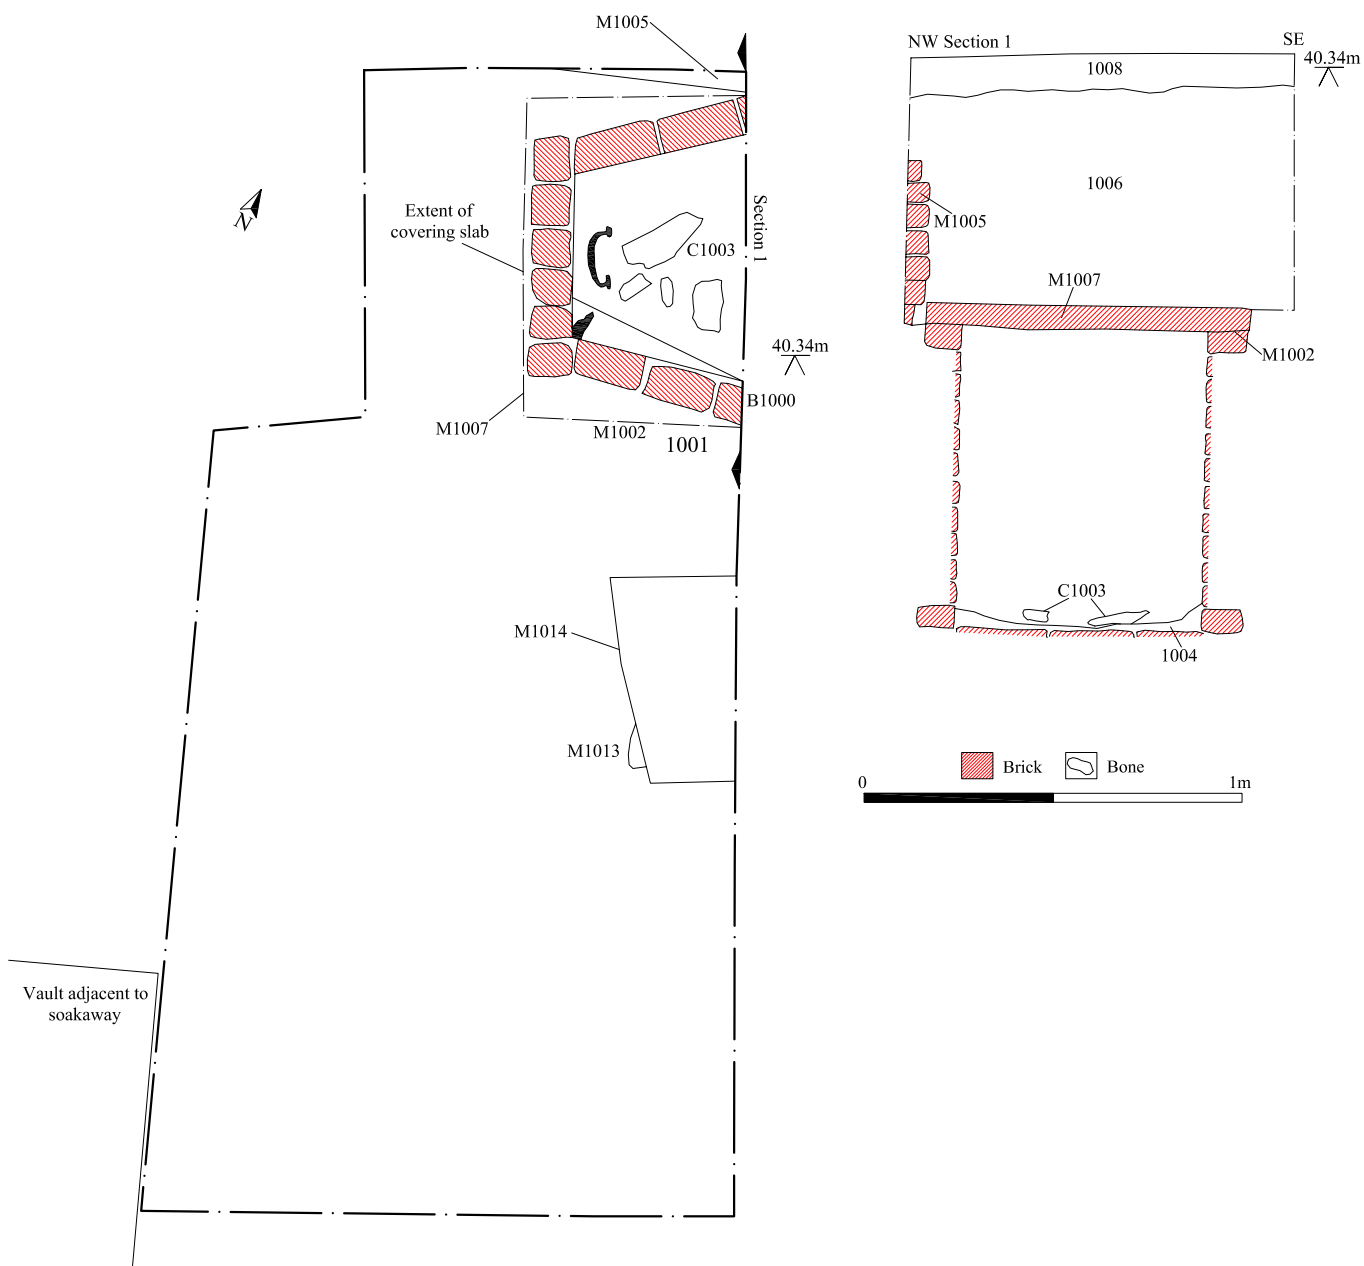 M1005
Extent of
covering slab
C1003
Section 1
40.34m
B1000
M1007
M1002
1001
N
M1014
M1013
Vault adjacent to
soakaway
NW Section 1
SE
40.34m
1008
1006
M1005
M1007
M1002
C1003
1004
Brick
Bone
0
1m